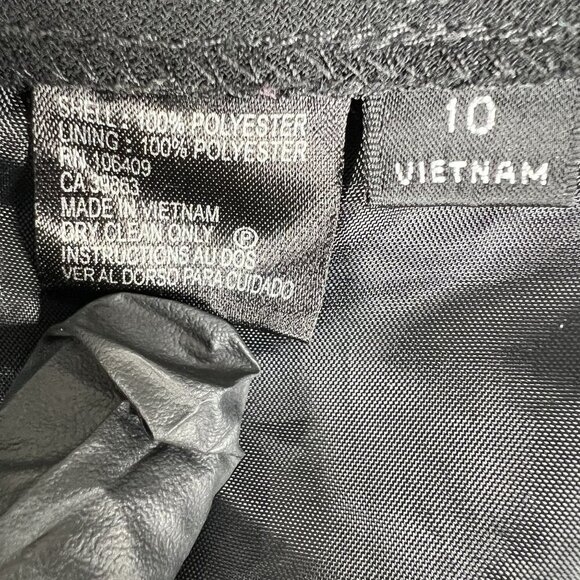 SHELL: 100% POLYESTER
LINING: 100% POLYESTER
RN 106409
CA 39663
MADE IN VIETNAM
DRY CLEAN ONLY Ⓟ
INSTRUCTIONS AU DOS
VER AL DORSO PARA CUIDADO
10
VIETNAM